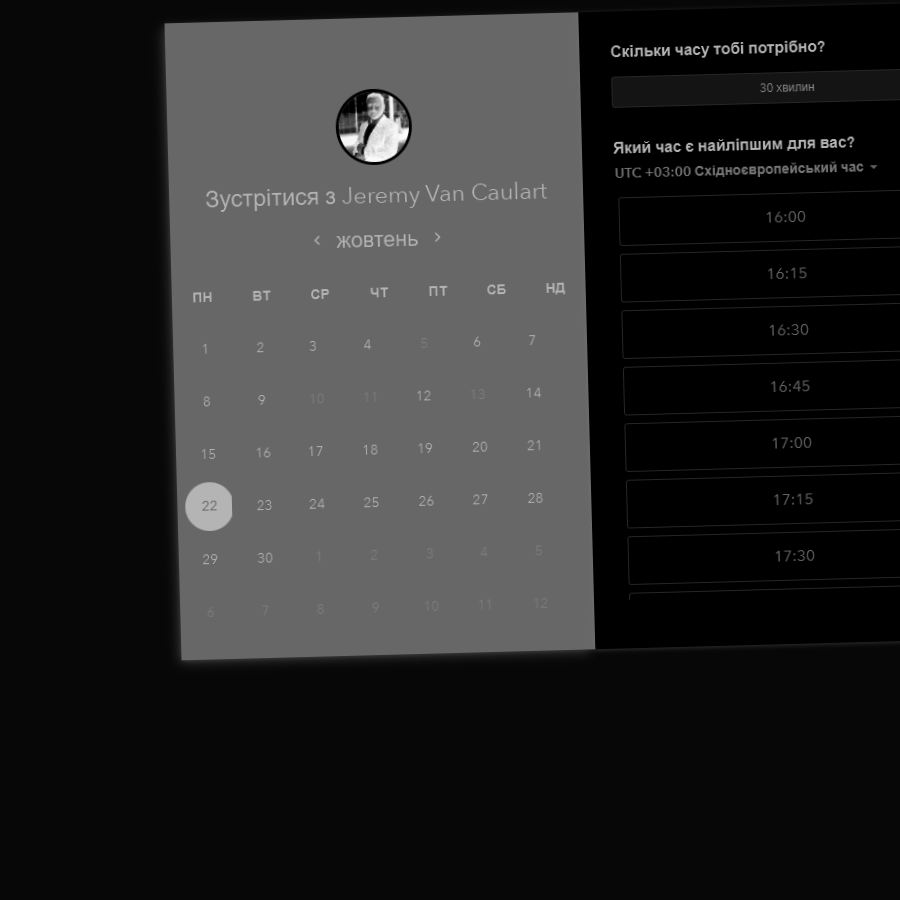 Зустрітися з Jeremy Van Caulart
жовтень
ПН ВТ СР ЧТ ПТ СБ НД
1 2 3 4 5 6 7
8 9 10 11 12 13 14
15 16 17 18 19 20 21
22 23 24 25 26 27 28
29 30 1 2 3 4 5
6 7 8 9 10 11 12
Скільки часу тобі потрібно?
30 хвилин
Який час є найліпшим для вас?
UTC +03:00 Східноєвропейський час
16:00
16:15
16:30
16:45
17:00
17:15
17:30